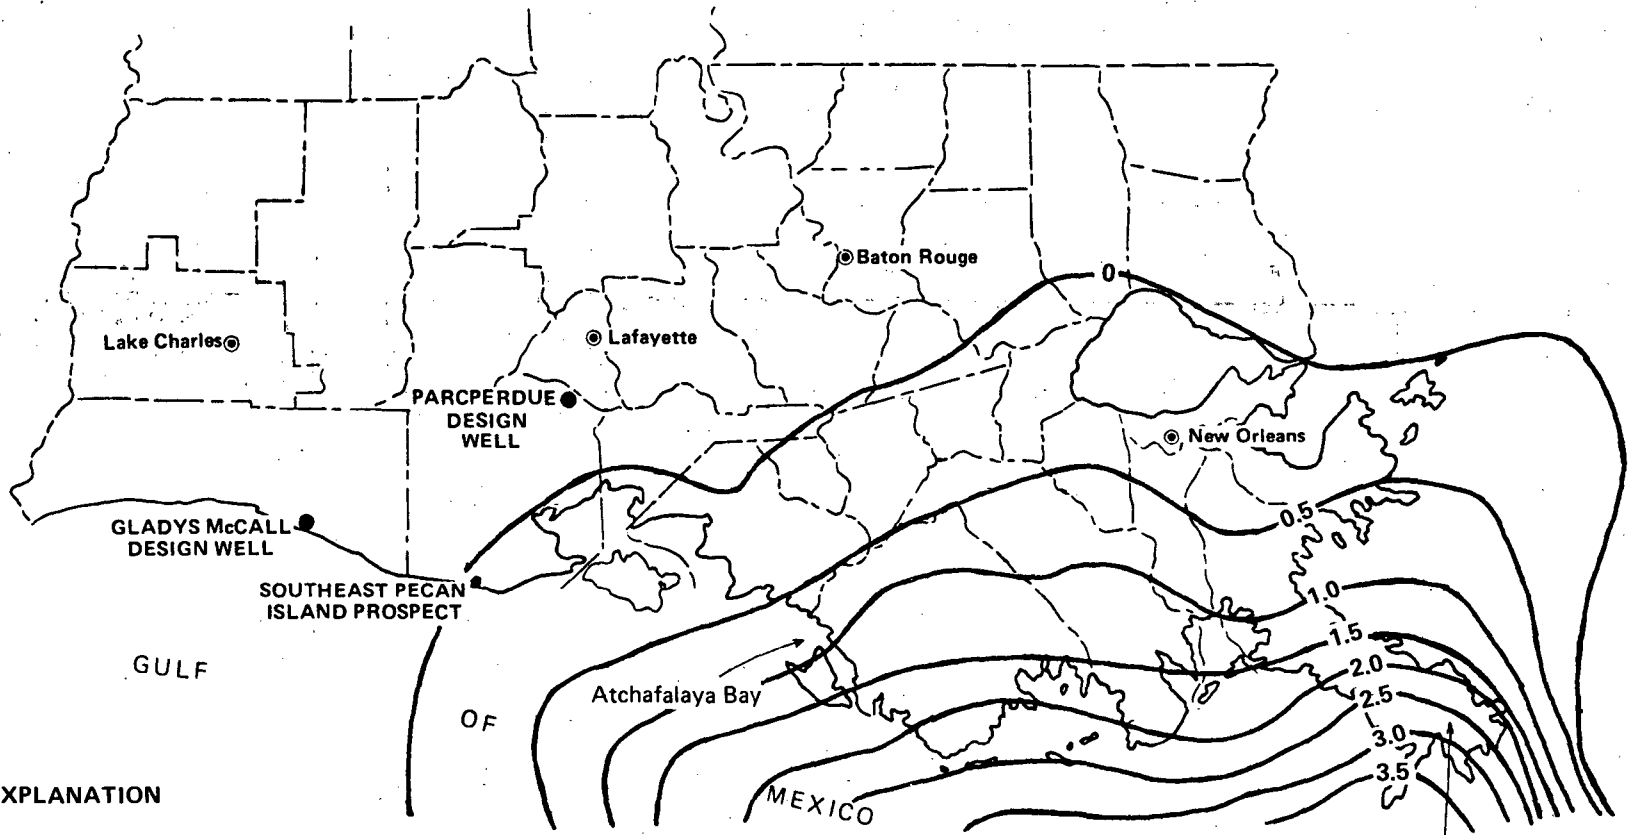 0
Baton Rouge
Lake Charles
Lafayette
PARCPERDUE
DESIGN
WELL
New Orleans
0.5
GLADYS McCALL
DESIGN WELL
SOUTHEAST PECAN
ISLAND PROSPECT
1.0
1.5
GULF
2.0
Atchafalaya Bay
2.5
OF
3.0
3.5
XPLANATION
MEXICO